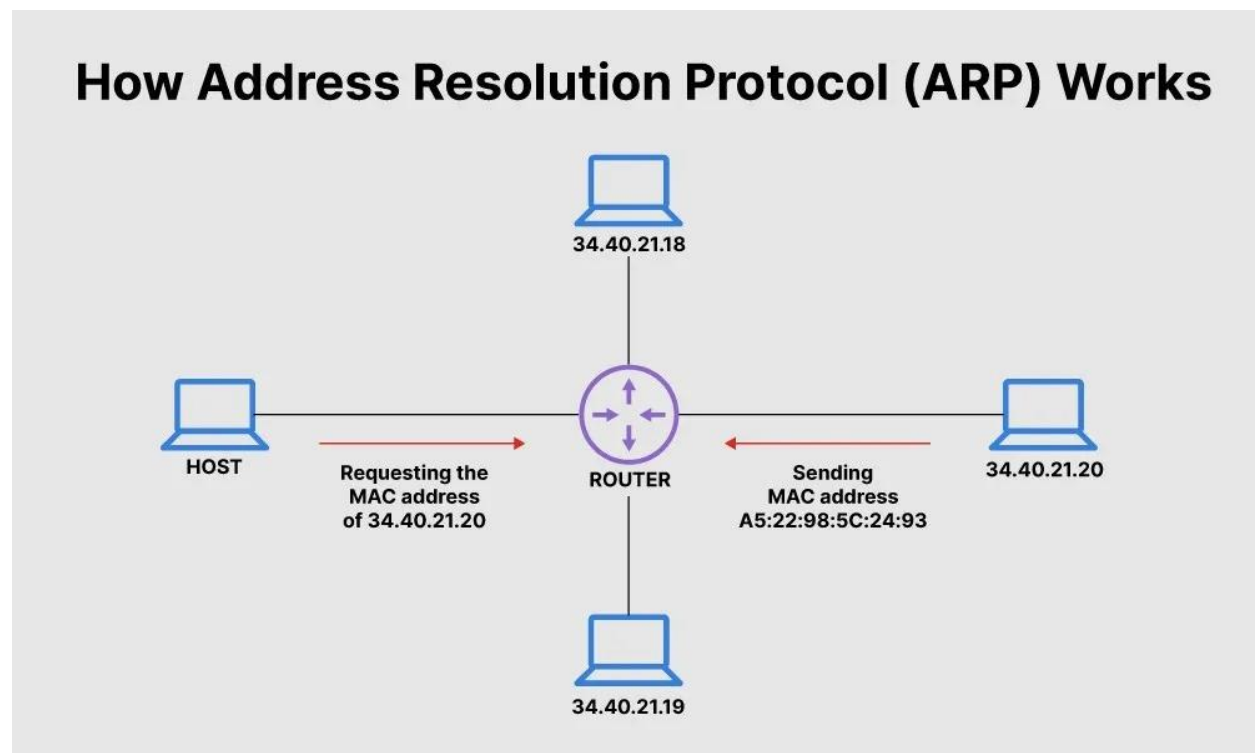 How Address Resolution Protocol (ARP) Works
34.40.21.18
HOST
Requesting the
MAC address
of 34.40.21.20
ROUTER
Sending
MAC address
A5:22:98:5C:24:93
34.40.21.20
34.40.21.19